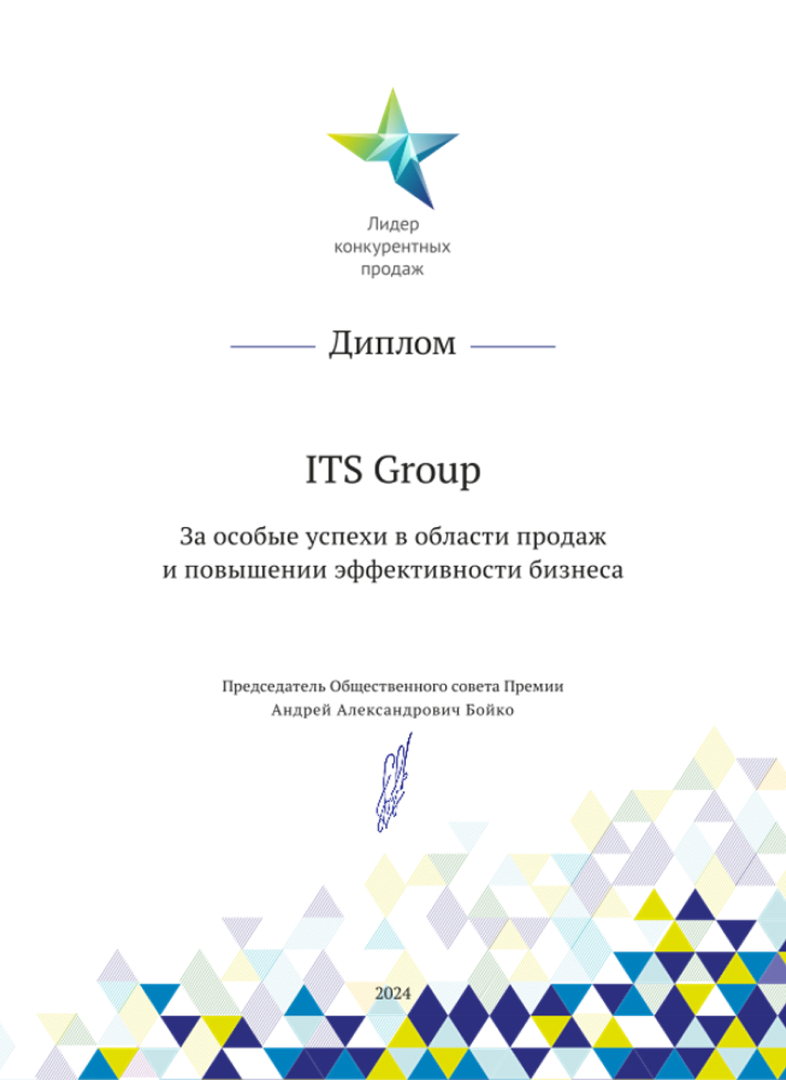 Лидер
конкурентных
продаж
Диплом
ITS Group
За особые успехи в области продаж
и повышении эффективности бизнеса
Председатель Общественного совета Премии
Андрей Александрович Бойко
2024